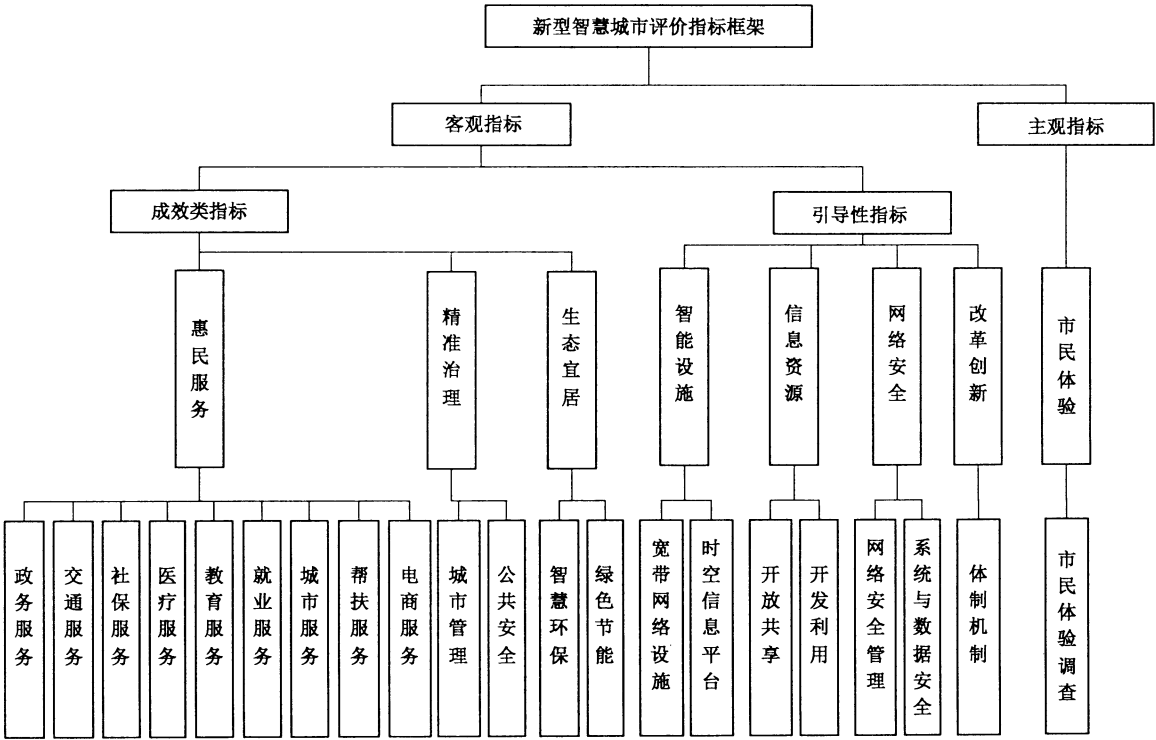 新型智慧城市评价指标框架
客观指标
主观指标
成效类指标
引导性指标
惠民服务
精准治理
生态宜居
智能设施
信息资源
网络安全
改革创新
市民体验
政务服务
交通服务
社保服务
医疗服务
教育服务
就业服务
城市服务
帮扶服务
电商服务
城市管理
公共安全
智慧环保
绿色节能
宽带网络设施
时空信息平台
开放共享
开发利用
网络安全管理
系统与数据安全
体制机制
市民体验调查